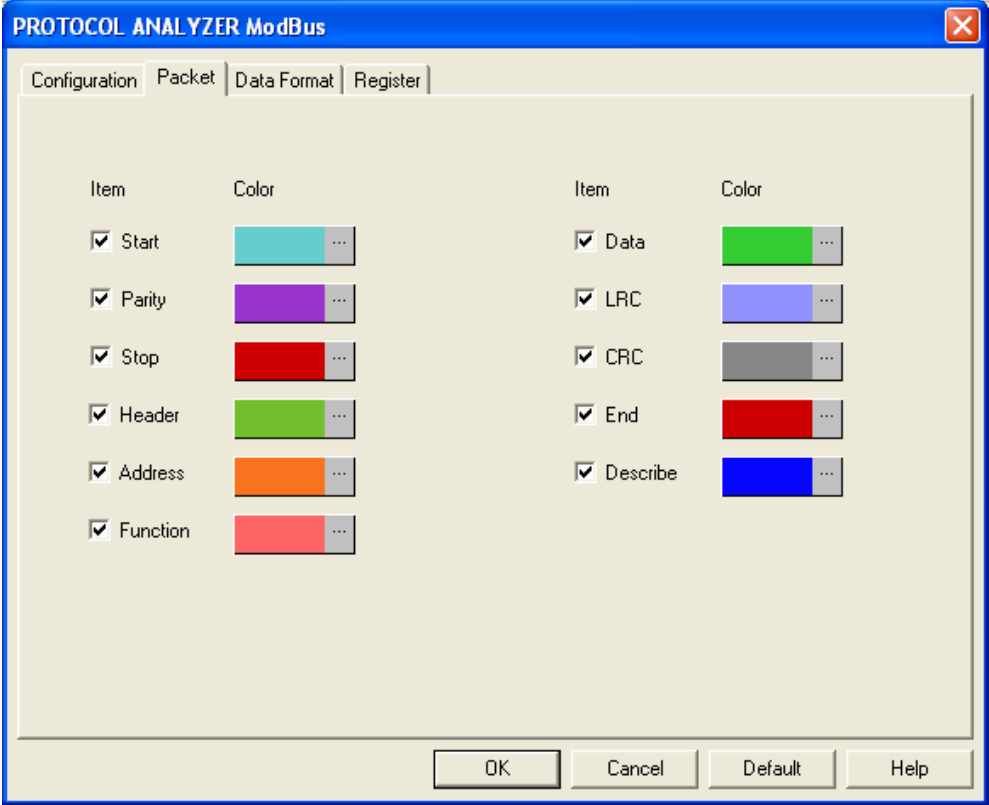 PROTOCOL ANALYZER ModBus
Configuration Packet Data Format Register
Item Color Item Color
Start ... Data ...
Parity ... LRC ...
Stop ... CRC ...
Header ... End ...
Address ... Describe ...
Function ...
OK Cancel Default Help